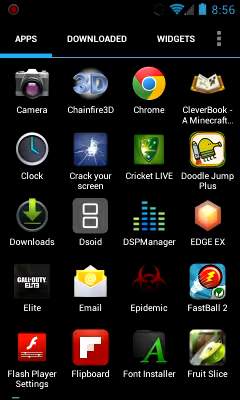 8:56
APPS DOWNLOADED WIDGETS
3D
Camera Chainfire3D Chrome CleverBook -
A Minecraft...
Clock Crack your Cricket LIVE Doodle Jump
screen Plus
Downloads Dsoid DSPManager EDGE EX
CALL OF DUTY
ELITE
Elite Email Epidemic FastBall 2
Flash Player Flipboard Font Installer Fruit Slice
Settings